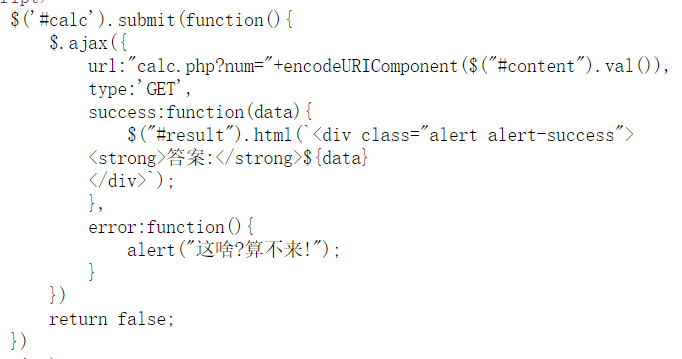 $('#calc').submit(function(){
    $.ajax({
        url:"calc.php?num="+encodeURIComponent($("#content").val()),
        type:'GET',
        success:function(data){
            $("#result").html(`<div class="alert alert-success">
        <strong>答案:</strong>${data}
        </div>`);
        },
        error:function(){
            alert("这啥?算不来!");
        }
    })
    return false;
})